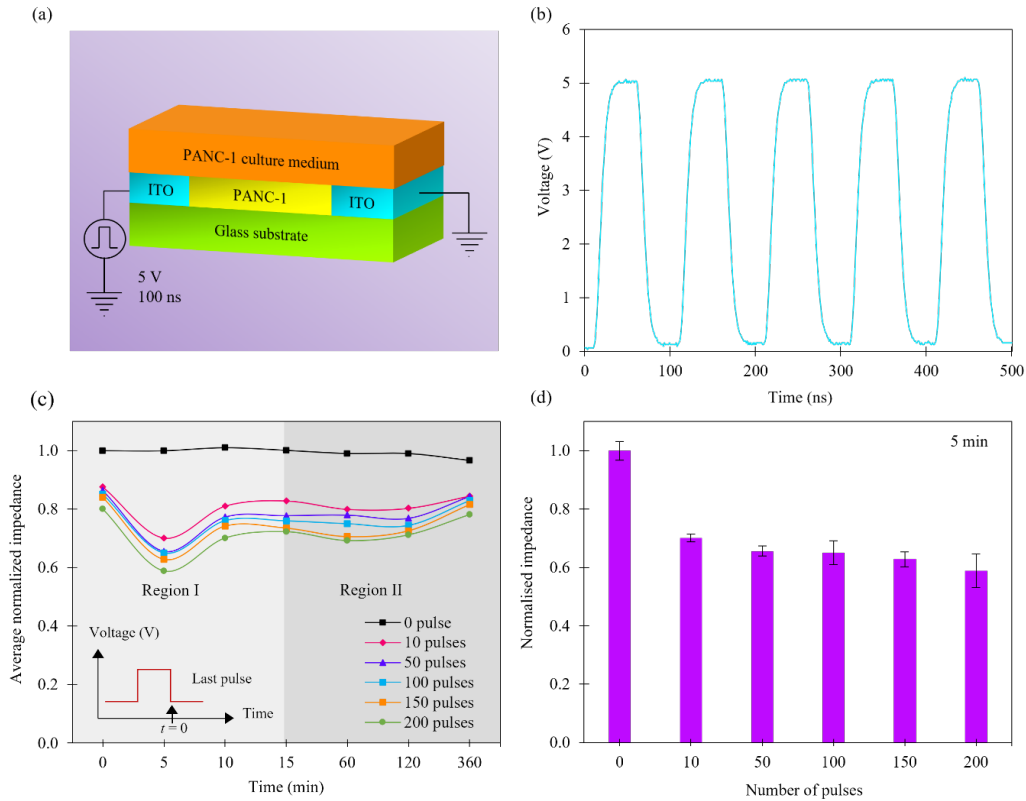 (a)
PANC-1 culture medium
ITO
PANC-1
ITO
Glass substrate
5 V
100 ns
(b)
Voltage (V)
6
5
4
3
2
1
0
0 100 200 300 400 500
Time (ns)
(c)
Average normalized impedance
1.0
0.8
0.6
0.4
0.2
0.0
Region I
Region II
Voltage (V)
Last pulse
Time
t = 0
0 pulse
10 pulses
50 pulses
100 pulses
150 pulses
200 pulses
0 5 10 15 60 120 360
Time (min)
(d)
5 min
Normalised impedance
1.0
0.8
0.6
0.4
0.2
0.0
0 10 50 100 150 200
Number of pulses